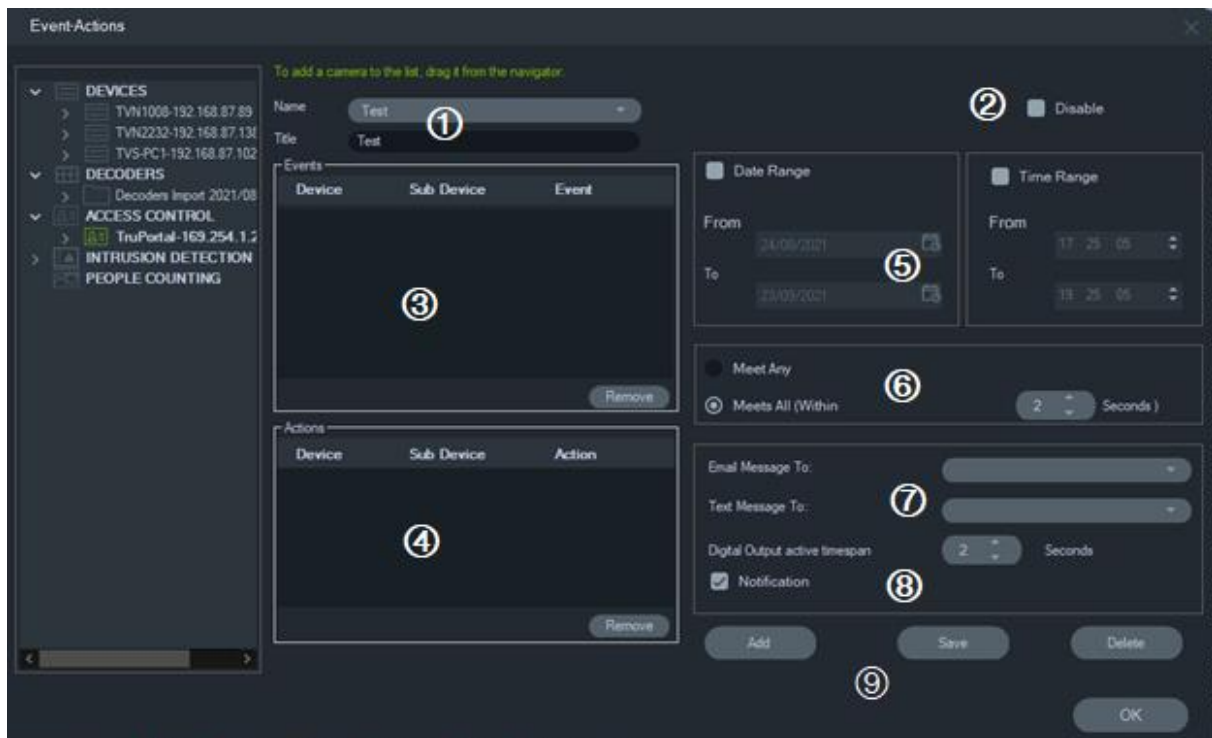 Event-Actions
To add a camera to the list, drag it from the navigator.
DEVICES
TVN1008-192.168.87.89
TVN2232-192.168.87.138
TVS-PC1-192.168.87.102
DECODERS
Decoders Import 2021/08
ACCESS CONTROL
TruPortal-169.254.1.2
INTRUSION DETECTION
PEOPLE COUNTING
Name Test ①
Title Test
② Disable
Events
Device Sub Device Event
③
Remove
Actions
Device Sub Device Action
④
Remove
Date Range
From
24/08/2021
To
23/09/2021
⑤
Time Range
From
17 25 05
To
19 25 05
Meet Any
⑥
Meets All (Within 2 Seconds )
Email Message To:
⑦
Text Message To:
Digital Output active timespan 2 Seconds
Notification ⑧
Add Save Delete
⑨
OK